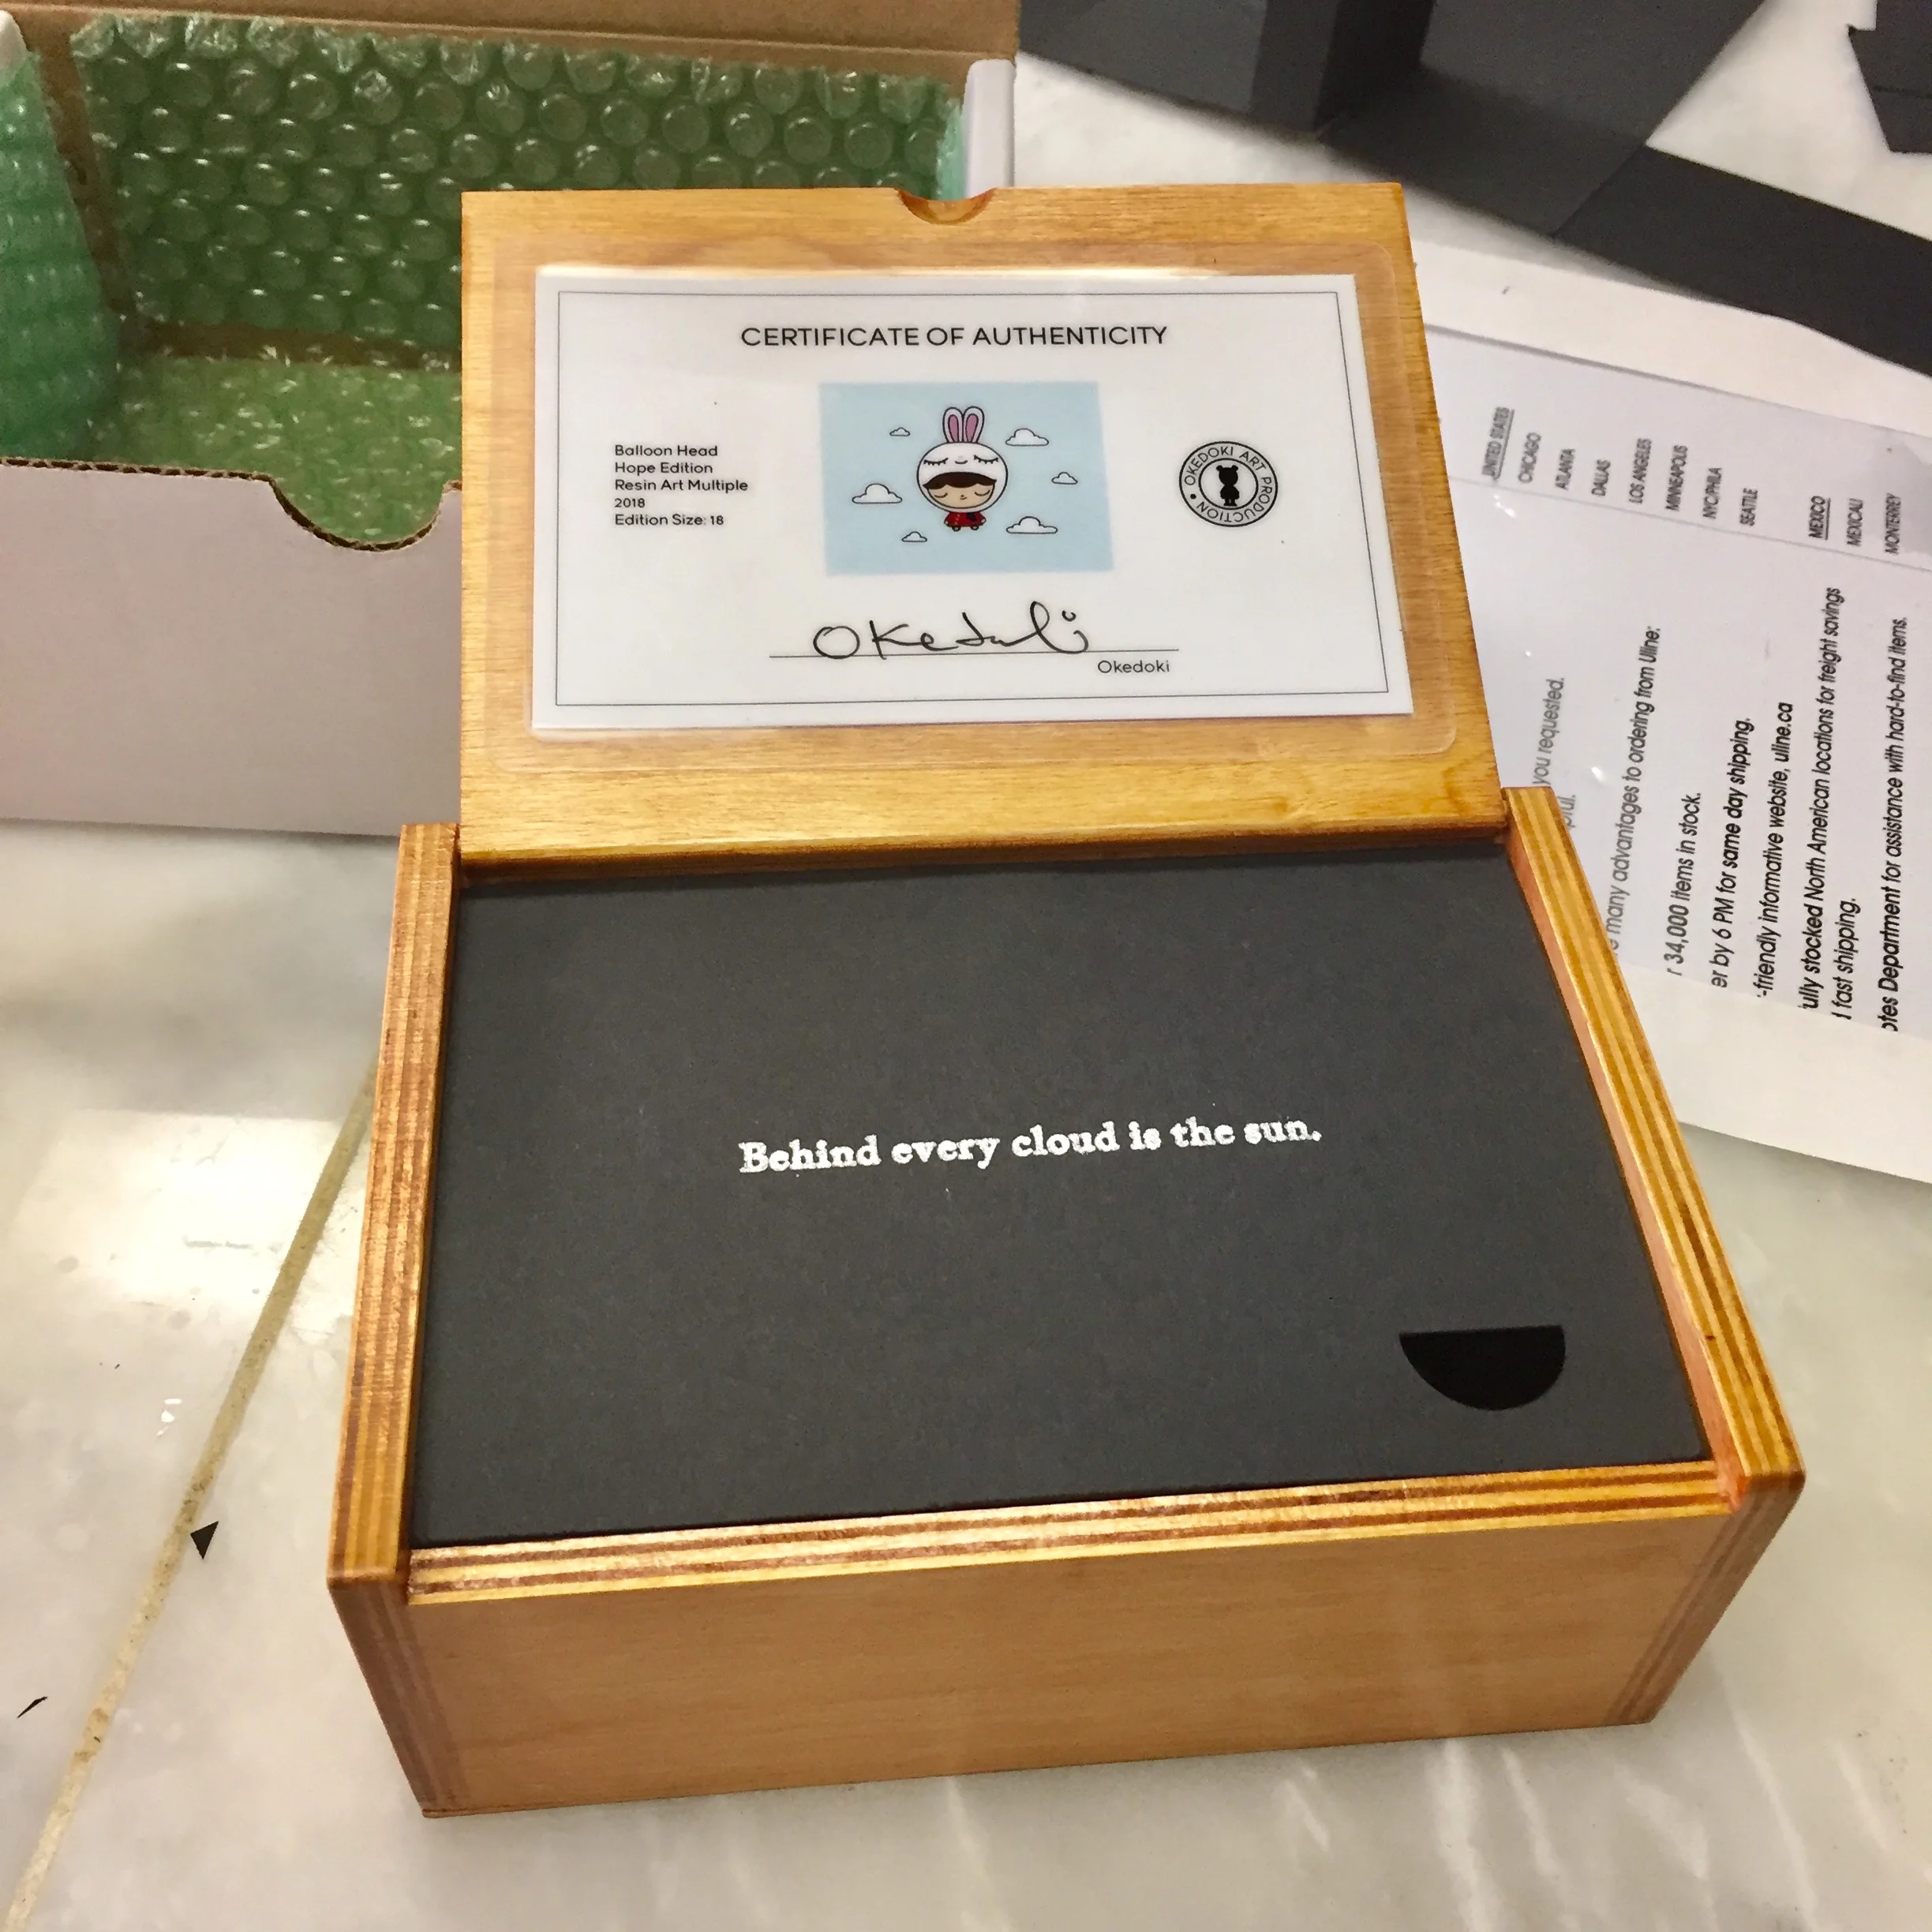 CERTIFICATE OF AUTHENTICITY
Balloon Head
Hope Edition
Resin Art Multiple
2018
Edition Size: 18
OKEDOKI ART PRODUCTION
Okedoki
Okedoki
Behind every cloud is the sun.
UNITED STATES
CHICAGO
ATLANTA
DALLAS
LOS ANGELES
MINNEAPOLIS
NYC/PHILA
SEATTLE
MEXICO
MEXICALI
MONTERREY
you requested.
many advantages to ordering from Uline:
34,000 items in stock.
by 6 PM for same day shipping.
-friendly informative website, uline.ca
stocked North American locations for freight savings
fast shipping.
Department for assistance with hard-to-find items.